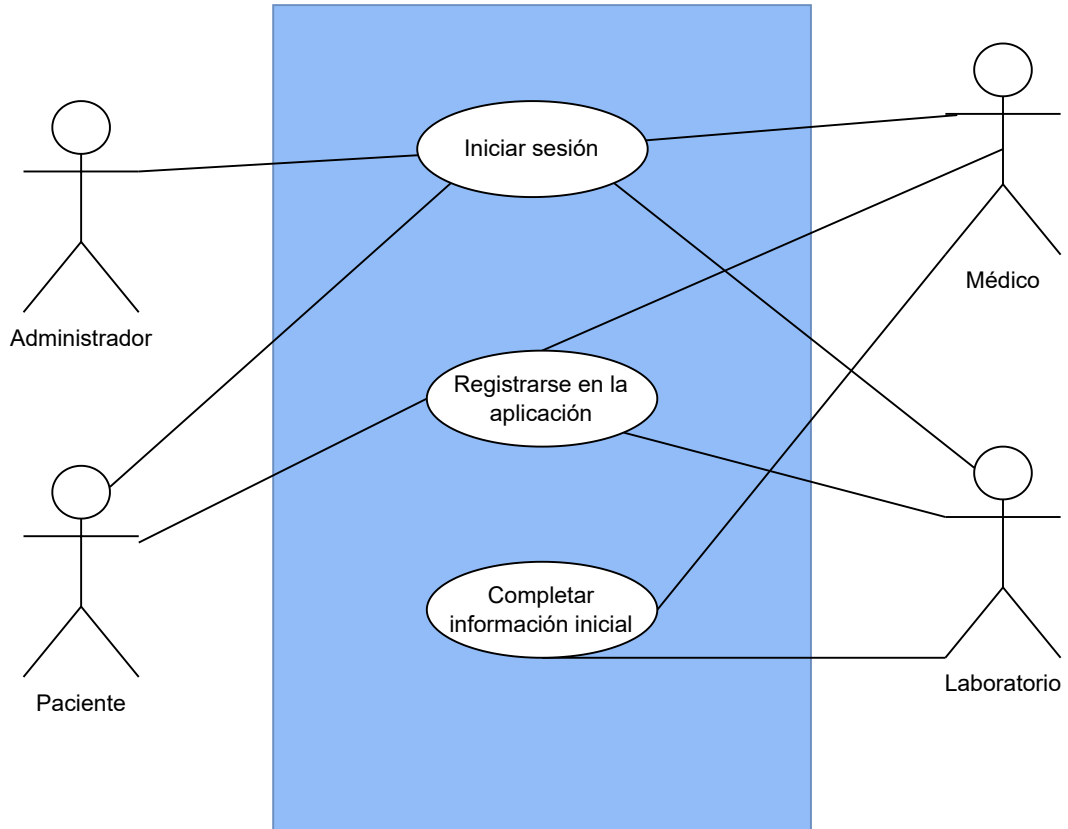 Iniciar sesión
Médico
Administrador
Registrarse en la
aplicación
Completar
información inicial
Laboratorio
Paciente